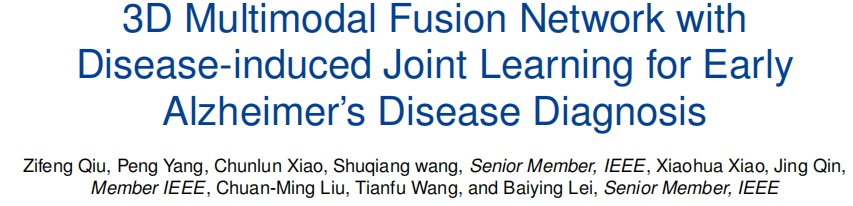 3D Multimodal Fusion Network with
Disease-induced Joint Learning for Early
Alzheimer's Disease Diagnosis
Zifeng Qiu, Peng Yang, Chunlun Xiao, Shuqiang wang, Senior Member, IEEE, Xiaohua Xiao, Jing Qin,
Member IEEE, Chuan-Ming Liu, Tianfu Wang, and Baiying Lei, Senior Member, IEEE